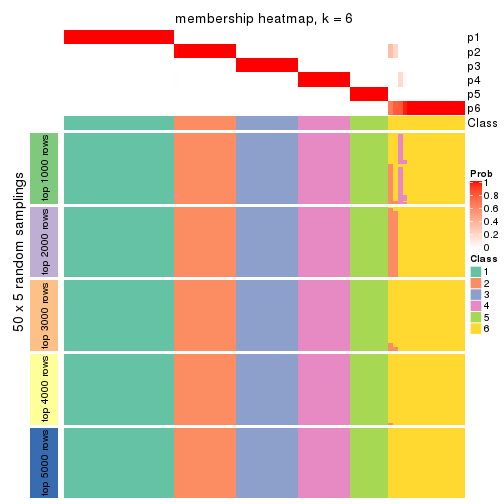 membership heatmap, k = 6
p1
p2
p3
p4
p5
p6
Class
50 x 5 random samplings
top 1000 rows
top 2000 rows
top 3000 rows
top 4000 rows
top 5000 rows
Prob
1
0.8
0.6
0.4
0.2
0
Class
1
2
3
4
5
6